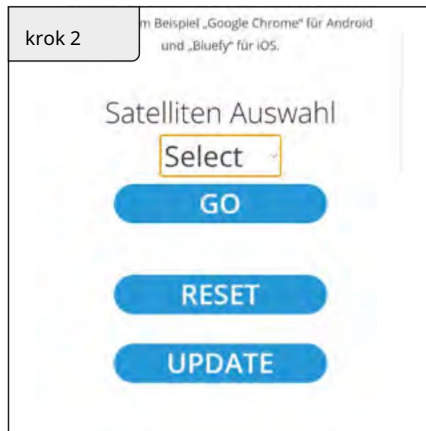 krok 2
m Beispiel „Google Chrome" für Android
und „Bluefy" für iOS.
Satelliten Auswahl
Select
GO
RESET
UPDATE